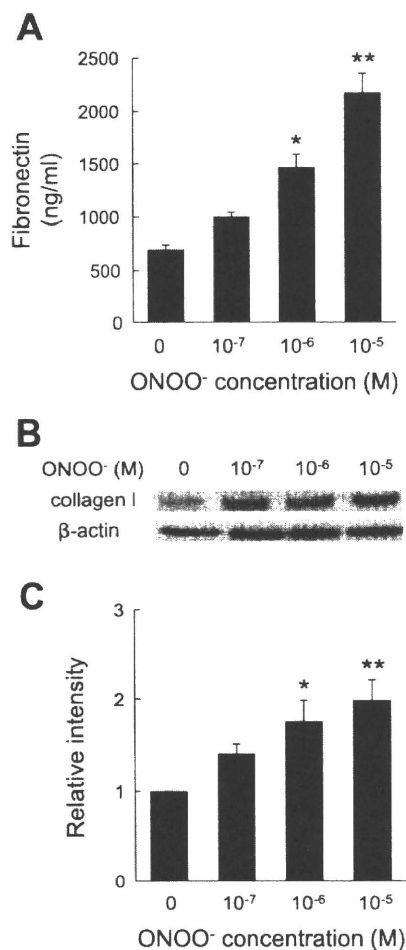 A
2500
2000
1500
1000
500
0
Fibronectin
(ng/ml)
*
**
0 10⁻⁷ 10⁻⁶ 10⁻⁵
ONOO⁻ concentration (M)
B
ONOO⁻ (M) 0 10⁻⁷ 10⁻⁶ 10⁻⁵
collagen I
β-actin
C
3
2
1
0
Relative intensity
*
**
0 10⁻⁷ 10⁻⁶ 10⁻⁵
ONOO⁻ concentration (M)